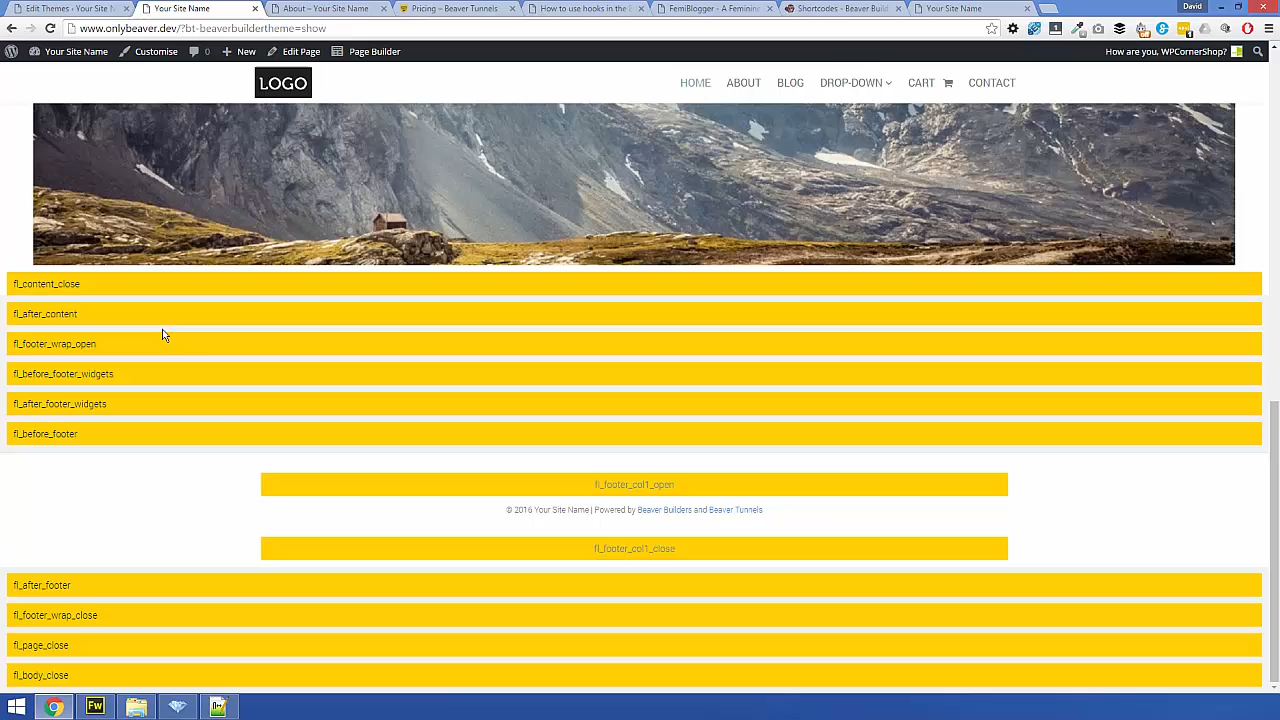 Edit Themes ‹ Your Site N
Your Site Name
About – Your Site Name
Pricing – Beaver Tunnels
How to use hooks in the B
FemiBlogger - A Feminine
Shortcodes - Beaver Build
Your Site Name
David
www.onlybeaver.dev/?bt-beaverbuildertheme=show
Your Site Name
Customise
0
New
Edit Page
Page Builder
How are you, WPCornerShop?
LOGO
HOME
ABOUT
BLOG
DROP-DOWN
CART
CONTACT
fl_content_close
fl_after_content
fl_footer_wrap_open
fl_before_footer_widgets
fl_after_footer_widgets
fl_before_footer
fl_footer_col1_open
© 2016 Your Site Name | Powered by Beaver Builders and Beaver Tunnels
fl_footer_col1_close
fl_after_footer
fl_footer_wrap_close
fl_page_close
fl_body_close
Fw